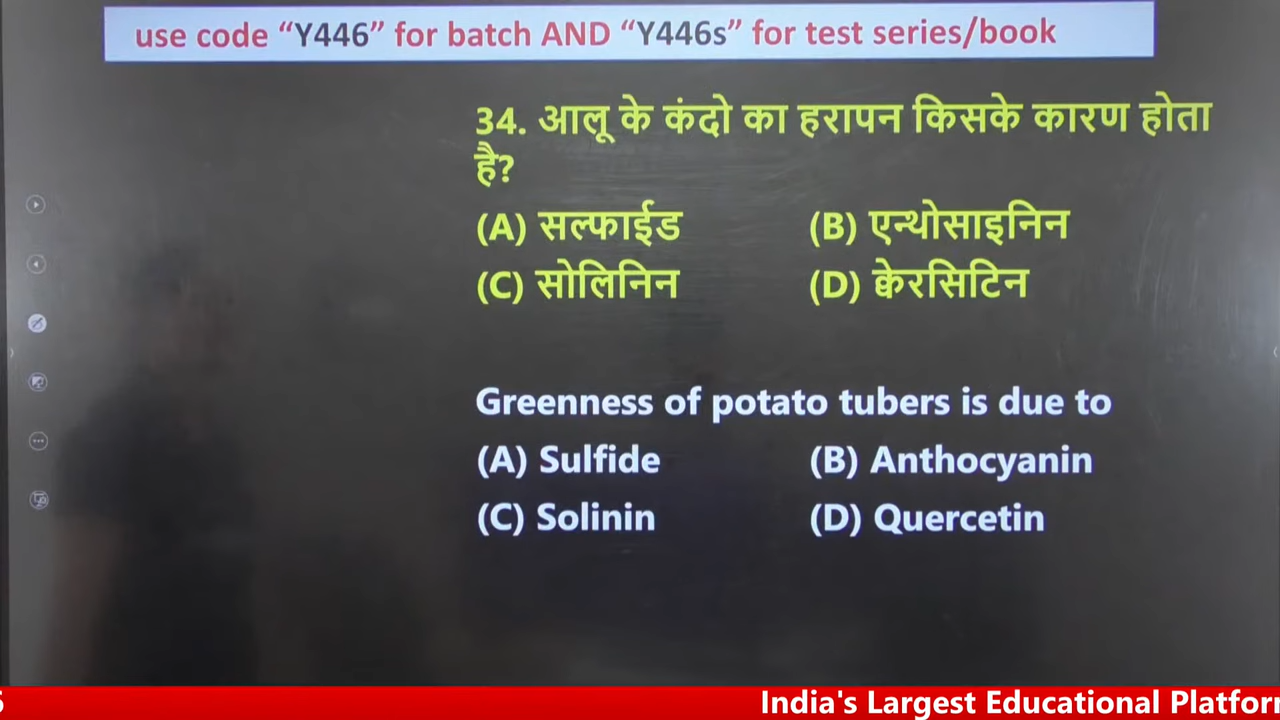 use code “Y446” for batch AND “Y446s” for test series/book
34. आलू के कंदो का हरापन किसके कारण होता
है?
(A) सल्फाईड (B) एन्थोसाइनिन
(C) सोलिनिन (D) क्वेरसिटिन
Greenness of potato tubers is due to
(A) Sulfide (B) Anthocyanin
(C) Solinin (D) Quercetin
India's Largest Educational Platfor